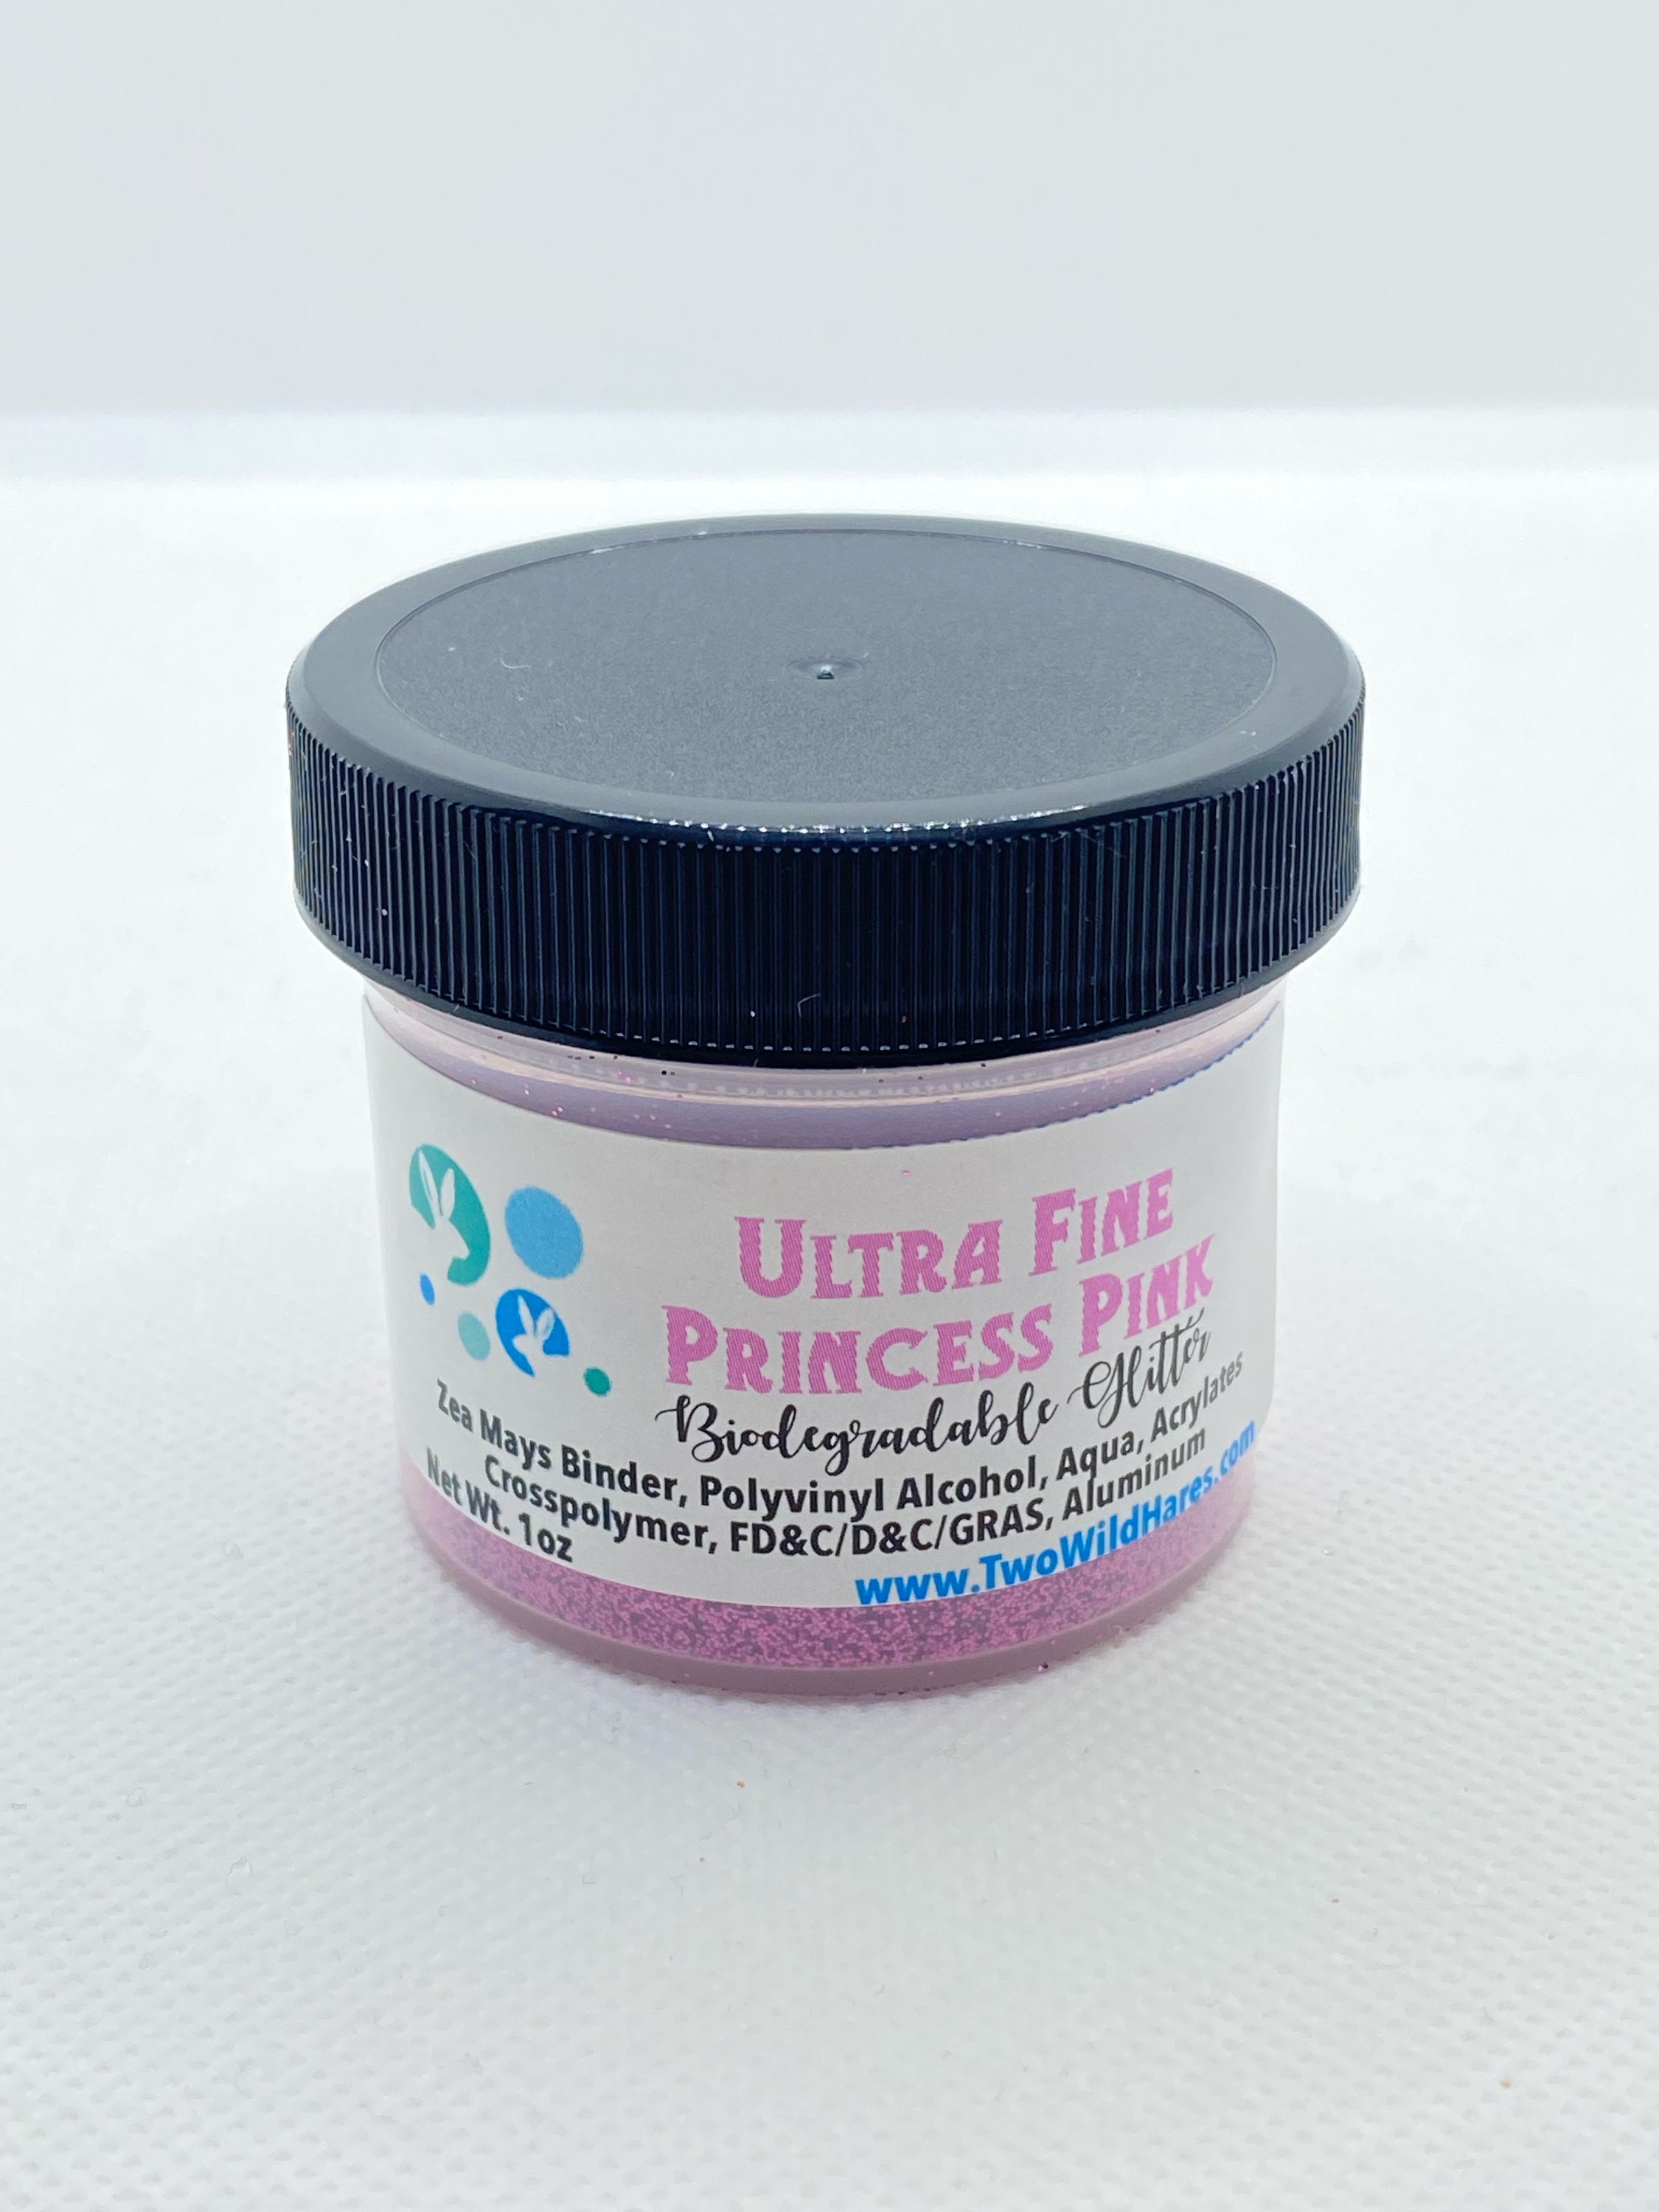 Ultra Fine
Princess Pink
Biodegradable Glitter
Zea Mays Binder, Polyvinyl Alcohol, Aqua, Acrylates
Crosspolymer, FD&C/D&C/GRAS, Aluminum
Net Wt. 1oz
www.TwoWildHares.com